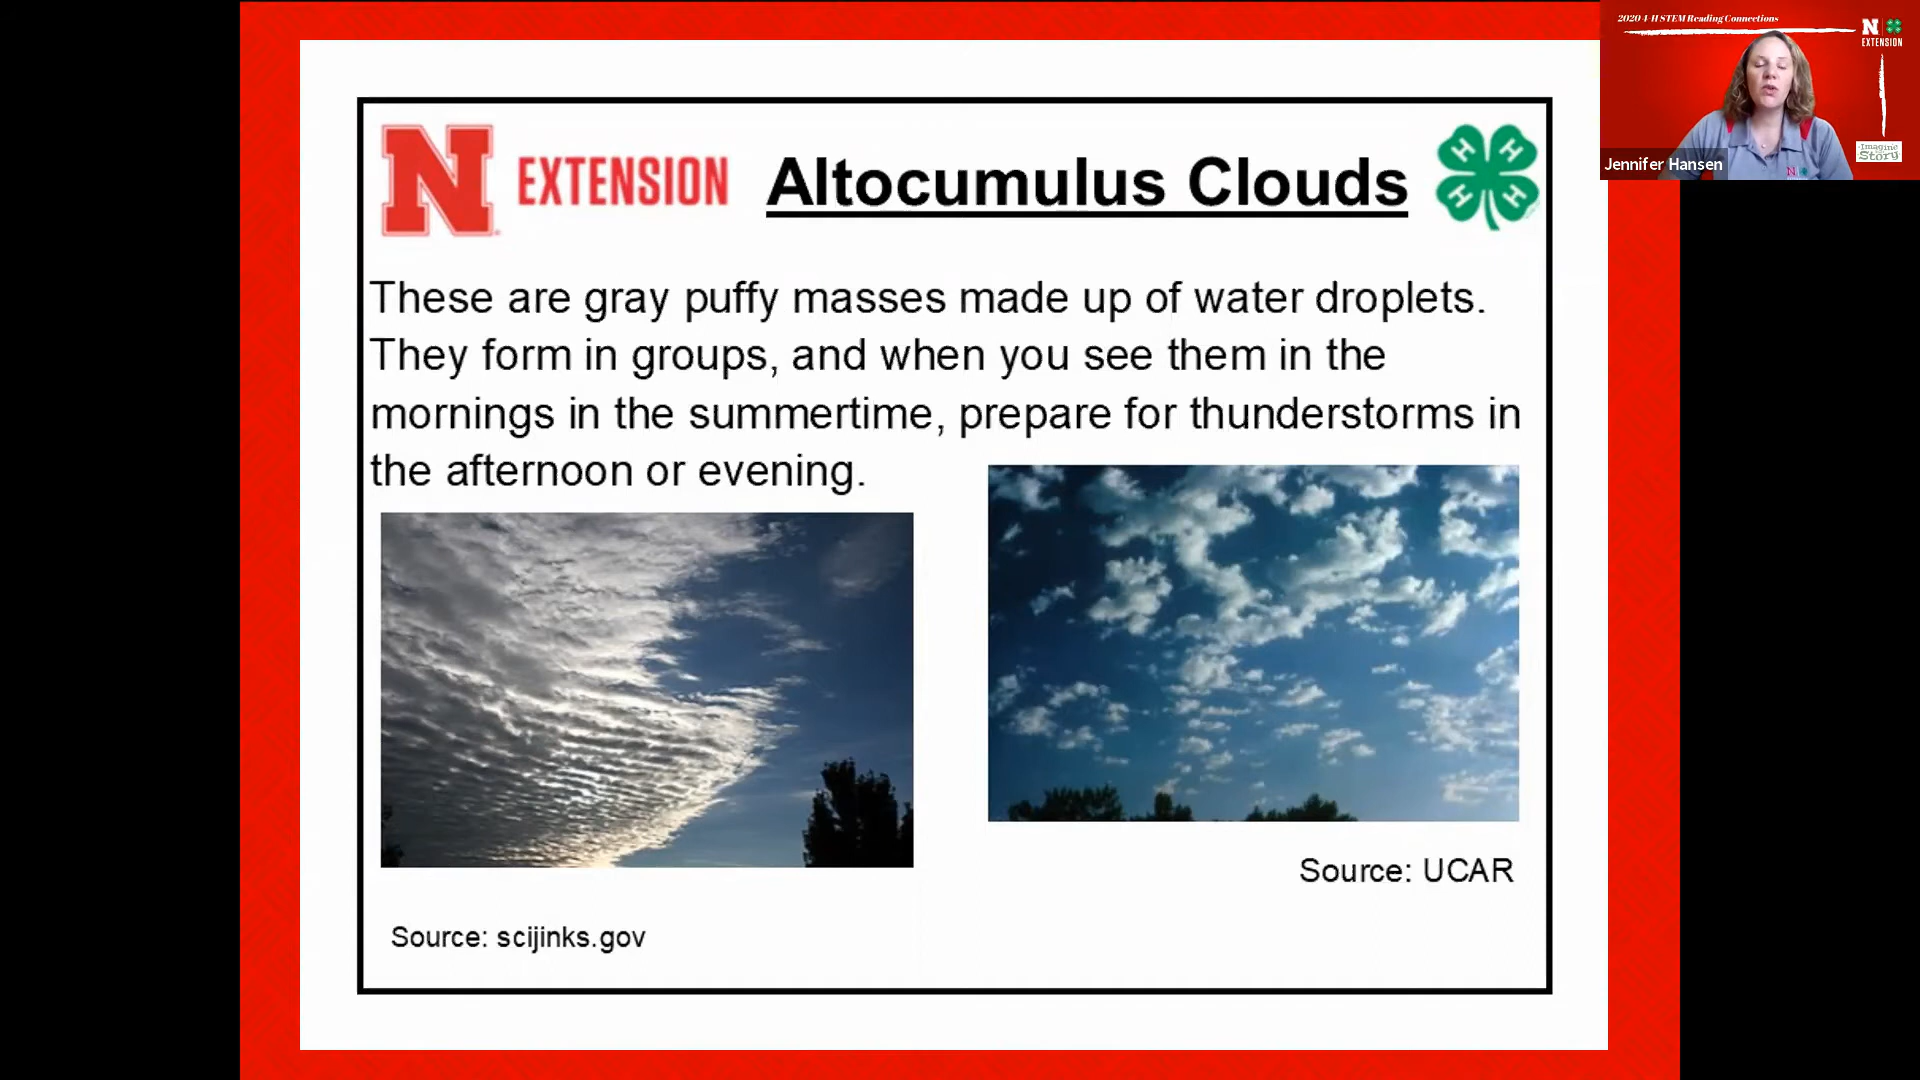 2020 4-H STEM Reading Connections
N EXTENSION
Jennifer Hansen
Imagine
Story
N EXTENSION Altocumulus Clouds
H H H H
These are gray puffy masses made up of water droplets.
They form in groups, and when you see them in the
mornings in the summertime, prepare for thunderstorms in
the afternoon or evening.
Source: UCAR
Source: scijinks.gov